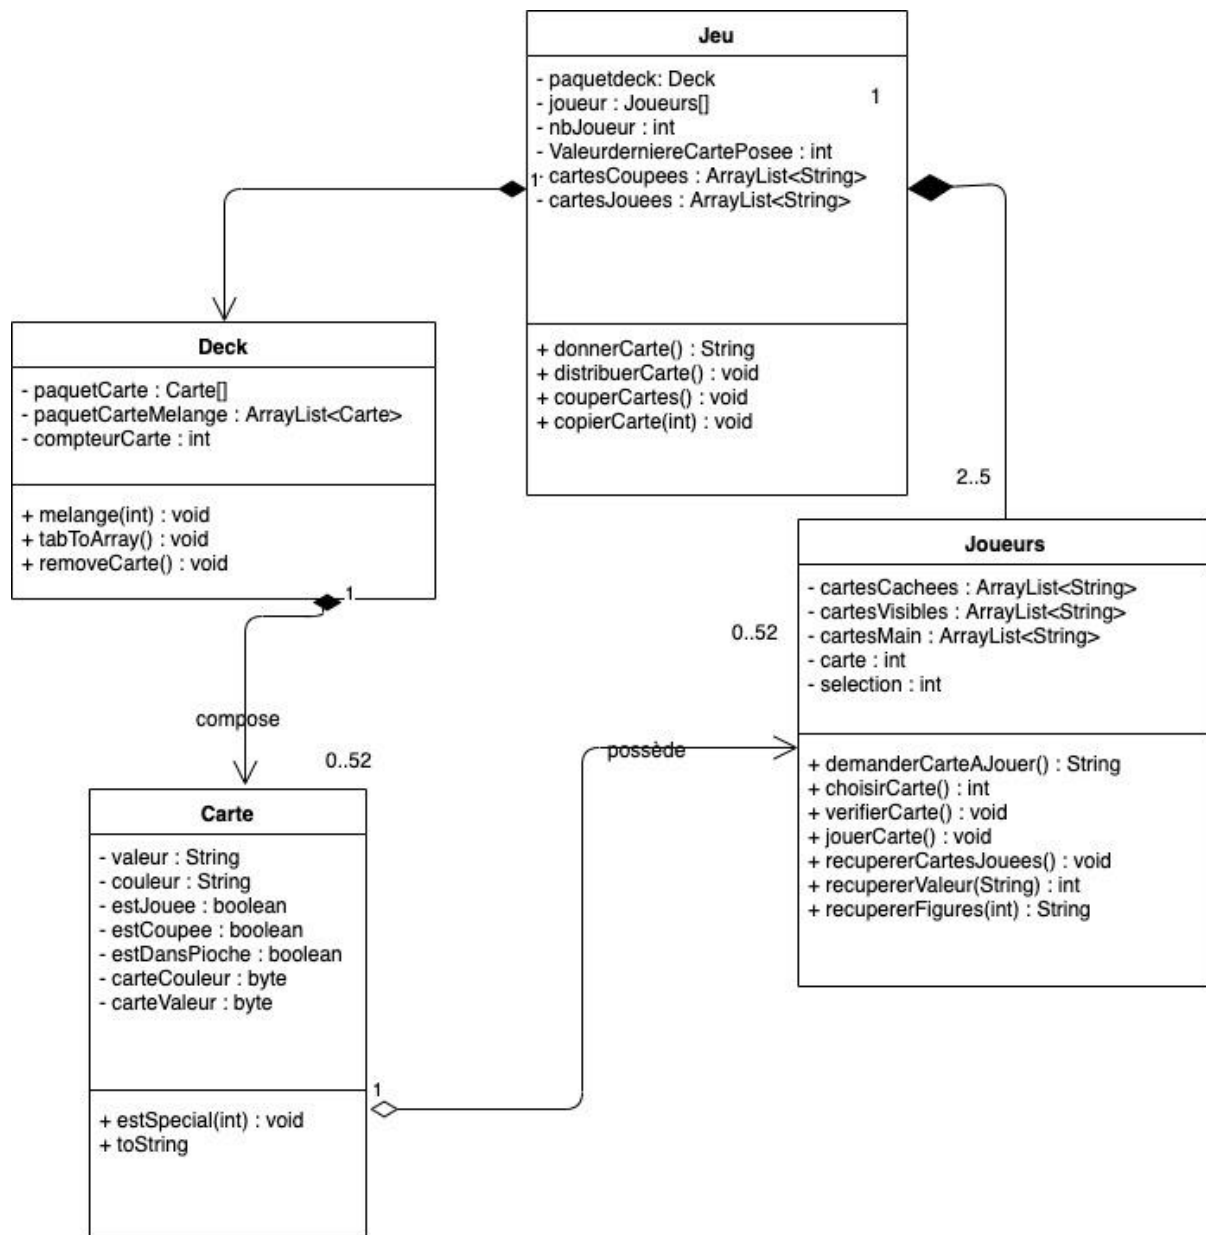 Jeu
- paquetdeck: Deck
- joueur : Joueurs[]
- nbJoueur : int
- ValeurderniereCartePosee : int
- cartesCoupees : ArrayList<String>
- cartesJouees : ArrayList<String>
1
1
+ donnerCarte() : String
+ distribuerCarte() : void
+ couperCartes() : void
+ copierCarte(int) : void
2..5
Deck
- paquetCarte : Carte[]
- paquetCarteMelange : ArrayList<Carte>
- compteurCarte : int
+ melange(int) : void
+ tabToArray() : void
+ removeCarte() : void
1
compose
0..52
Joueurs
- cartesCachees : ArrayList<String>
- cartesVisibles : ArrayList<String>
- cartesMain : ArrayList<String>
- carte : int
- selection : int
0..52
possède
+ demanderCarteAJouer() : String
+ choisirCarte() : int
+ verifierCarte() : void
+ jouerCarte() : void
+ recupererCartesJouees() : void
+ recupererValeur(String) : int
+ recupererFigures(int) : String
Carte
- valeur : String
- couleur : String
- estJouee : boolean
- estCoupee : boolean
- estDansPioche : boolean
- carteCouleur : byte
- carteValeur : byte
1
+ estSpecial(int) : void
+ toString